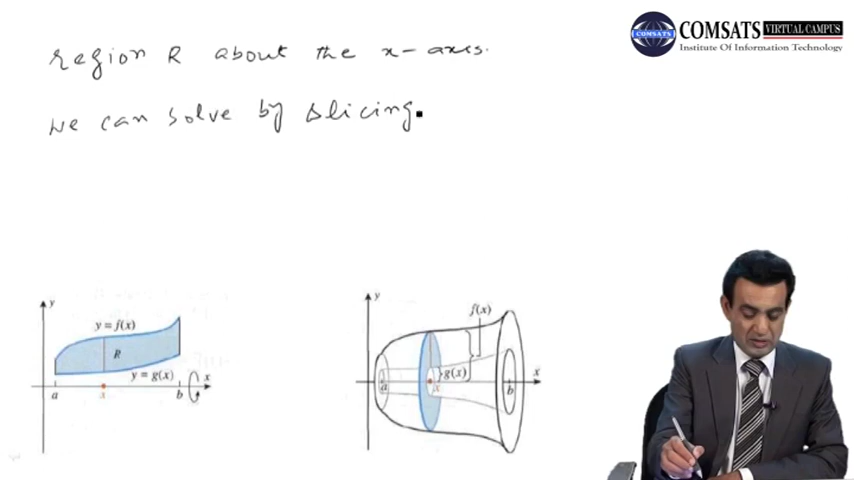 COMSATS VIRTUAL CAMPUS
COMSATS
Institute Of Information Technology
region R about the x-axis.
we can solve by slicing.
y
y = f(x)
R
y = g(x)
x
a
x
b
y
f(x)
g(x)
x
a
x
b